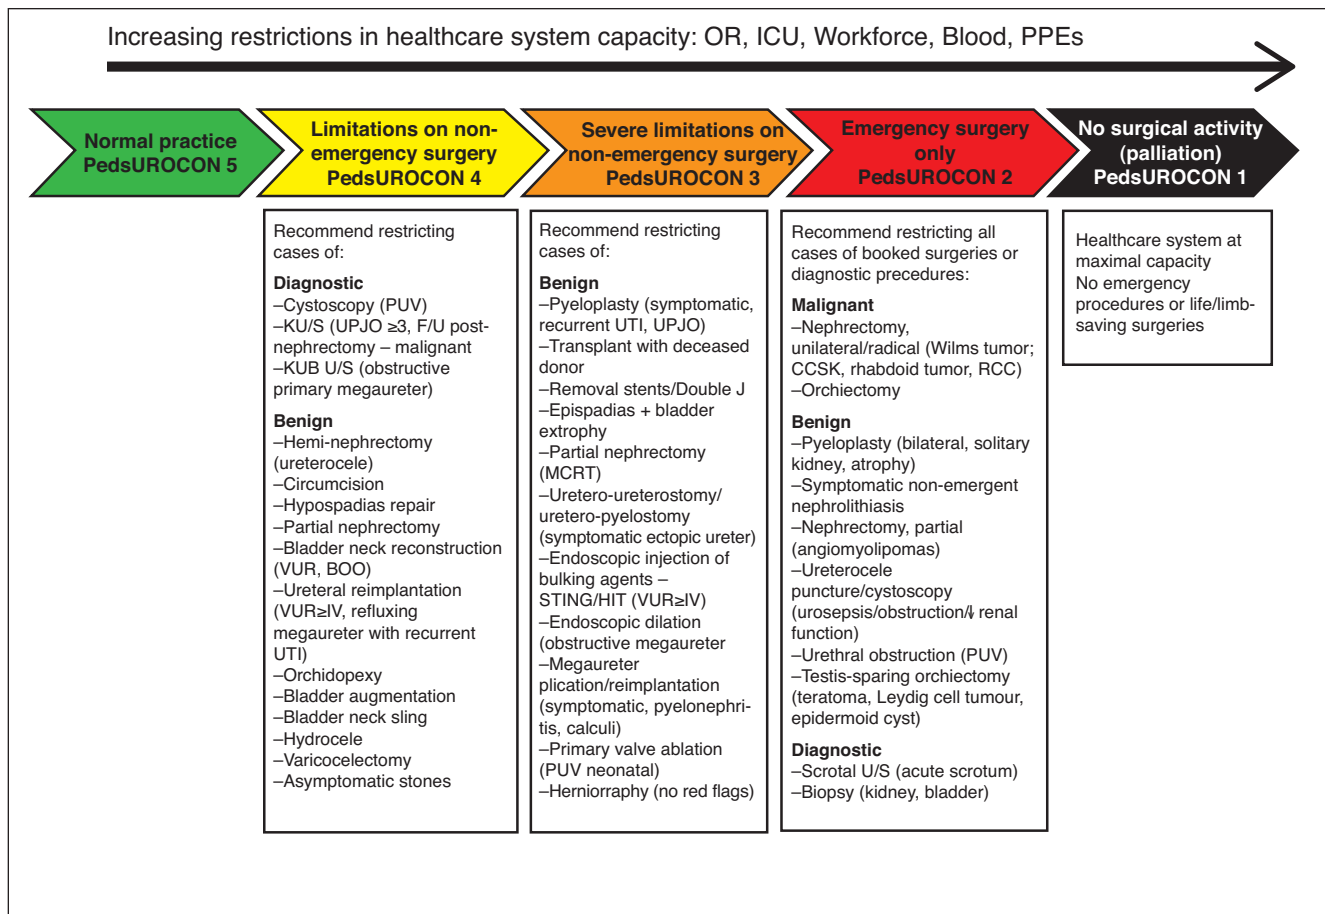 Increasing restrictions in healthcare system capacity: OR, ICU, Workforce, Blood, PPEs
Normal practice
PedsUROCON 5
Limitations on non-
emergency surgery
PedsUROCON 4
Severe limitations on
non-emergency surgery
PedsUROCON 3
Emergency surgery
only
PedsUROCON 2
No surgical activity
(palliation)
PedsUROCON 1
Recommend restricting
cases of:
Diagnostic
–Cystoscopy (PUV)
–KU/S (UPJO ≥3, F/U post-
nephrectomy – malignant
–KUB U/S (obstructive
primary megaureter)
Benign
–Hemi-nephrectomy
(ureterocele)
–Circumcision
–Hypospadias repair
–Partial nephrectomy
–Bladder neck reconstruction
(VUR, BOO)
–Ureteral reimplantation
(VUR≥IV, refluxing
megaureter with recurrent
UTI)
–Orchidopexy
–Bladder augmentation
–Bladder neck sling
–Hydrocele
–Varicocelectomy
–Asymptomatic stones
Recommend restricting
cases of:
Benign
–Pyeloplasty (symptomatic,
recurrent UTI, UPJO)
–Transplant with deceased
donor
–Removal stents/Double J
–Epispadias + bladder
extrophy
–Partial nephrectomy
(MCRT)
–Uretero-ureterostomy/
uretero-pyelostomy
(symptomatic ectopic ureter)
–Endoscopic injection of
bulking agents –
STING/HIT (VUR≥IV)
–Endoscopic dilation
(obstructive megaureter
–Megaureter
plication/reimplantation
(symptomatic, pyelonephri-
tis, calculi)
–Primary valve ablation
(PUV neonatal)
–Herniorraphy (no red flags)
Recommend restricting all
cases of booked surgeries or
diagnostic precedures:
Malignant
–Nephrectomy,
unilateral/radical (Wilms tumor;
CCSK, rhabdoid tumor, RCC)
–Orchiectomy
Benign
–Pyeloplasty (bilateral, solitary
kidney, atrophy)
–Symptomatic non-emergent
nephrolithiasis
–Nephrectomy, partial
(angiomyolipomas)
–Ureterocele
puncture/cystoscopy
(urosepsis/obstruction/↓ renal
function)
–Urethral obstruction (PUV)
–Testis-sparing orchiectomy
(teratoma, Leydig cell tumour,
epidermoid cyst)
Diagnostic
–Scrotal U/S (acute scrotum)
–Biopsy (kidney, bladder)
Healthcare system at
maximal capacity
No emergency
procedures or life/limb-
saving surgeries